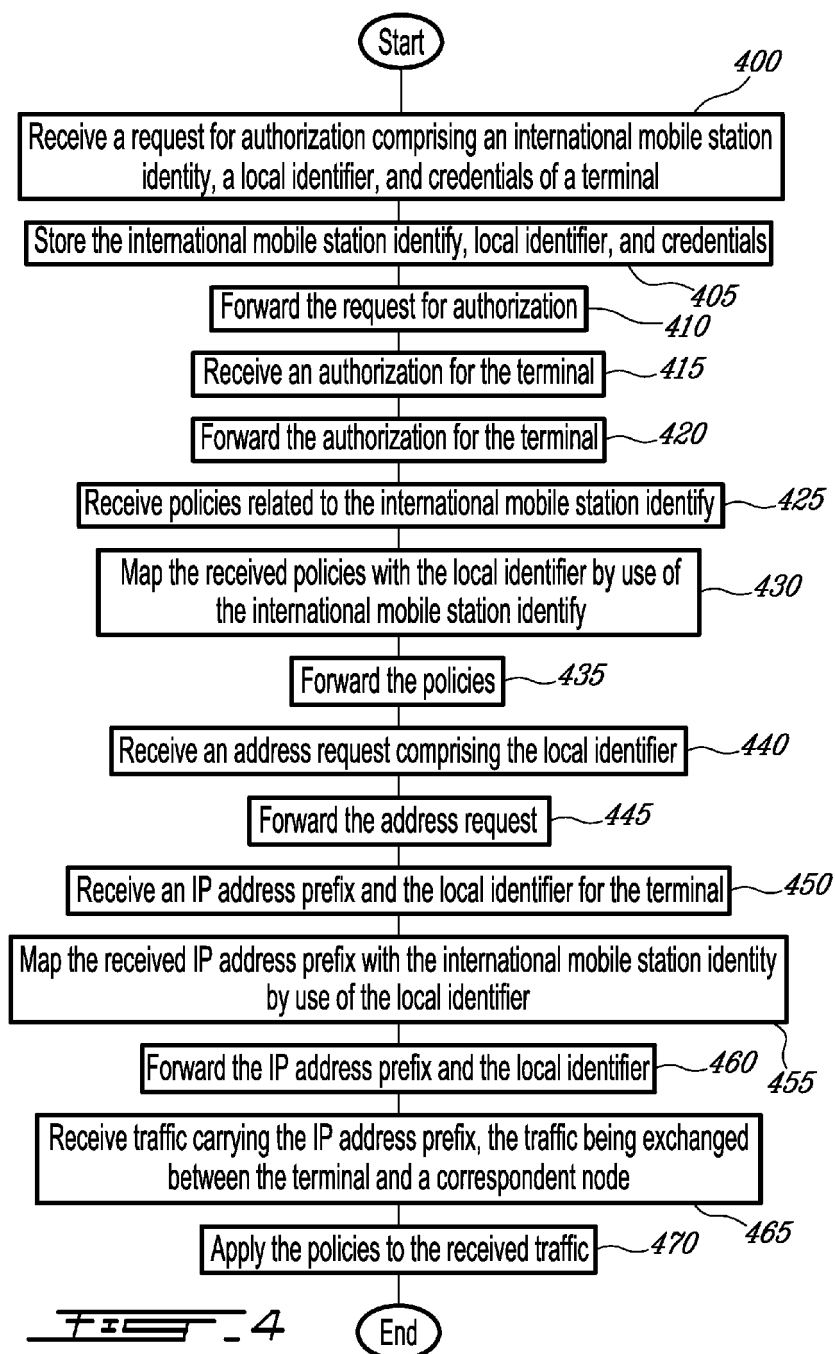 Start
400
Receive a request for authorization comprising an international mobile station
identity, a local identifier, and credentials of a terminal
Store the international mobile station identify, local identifier, and credentials
405
Forward the request for authorization
410
Receive an authorization for the terminal
415
Forward the authorization for the terminal
420
Receive policies related to the international mobile station identify
425
Map the received policies with the local identifier by use of
the international mobile station identify
430
Forward the policies
435
Receive an address request comprising the local identifier
440
Forward the address request
445
Receive an IP address prefix and the local identifier for the terminal
450
Map the received IP address prefix with the international mobile station identity
by use of the local identifier
455
Forward the IP address prefix and the local identifier
460
Receive traffic carrying the IP address prefix, the traffic being exchanged
between the terminal and a correspondent node
465
Apply the policies to the received traffic
470
FIG. 4
End